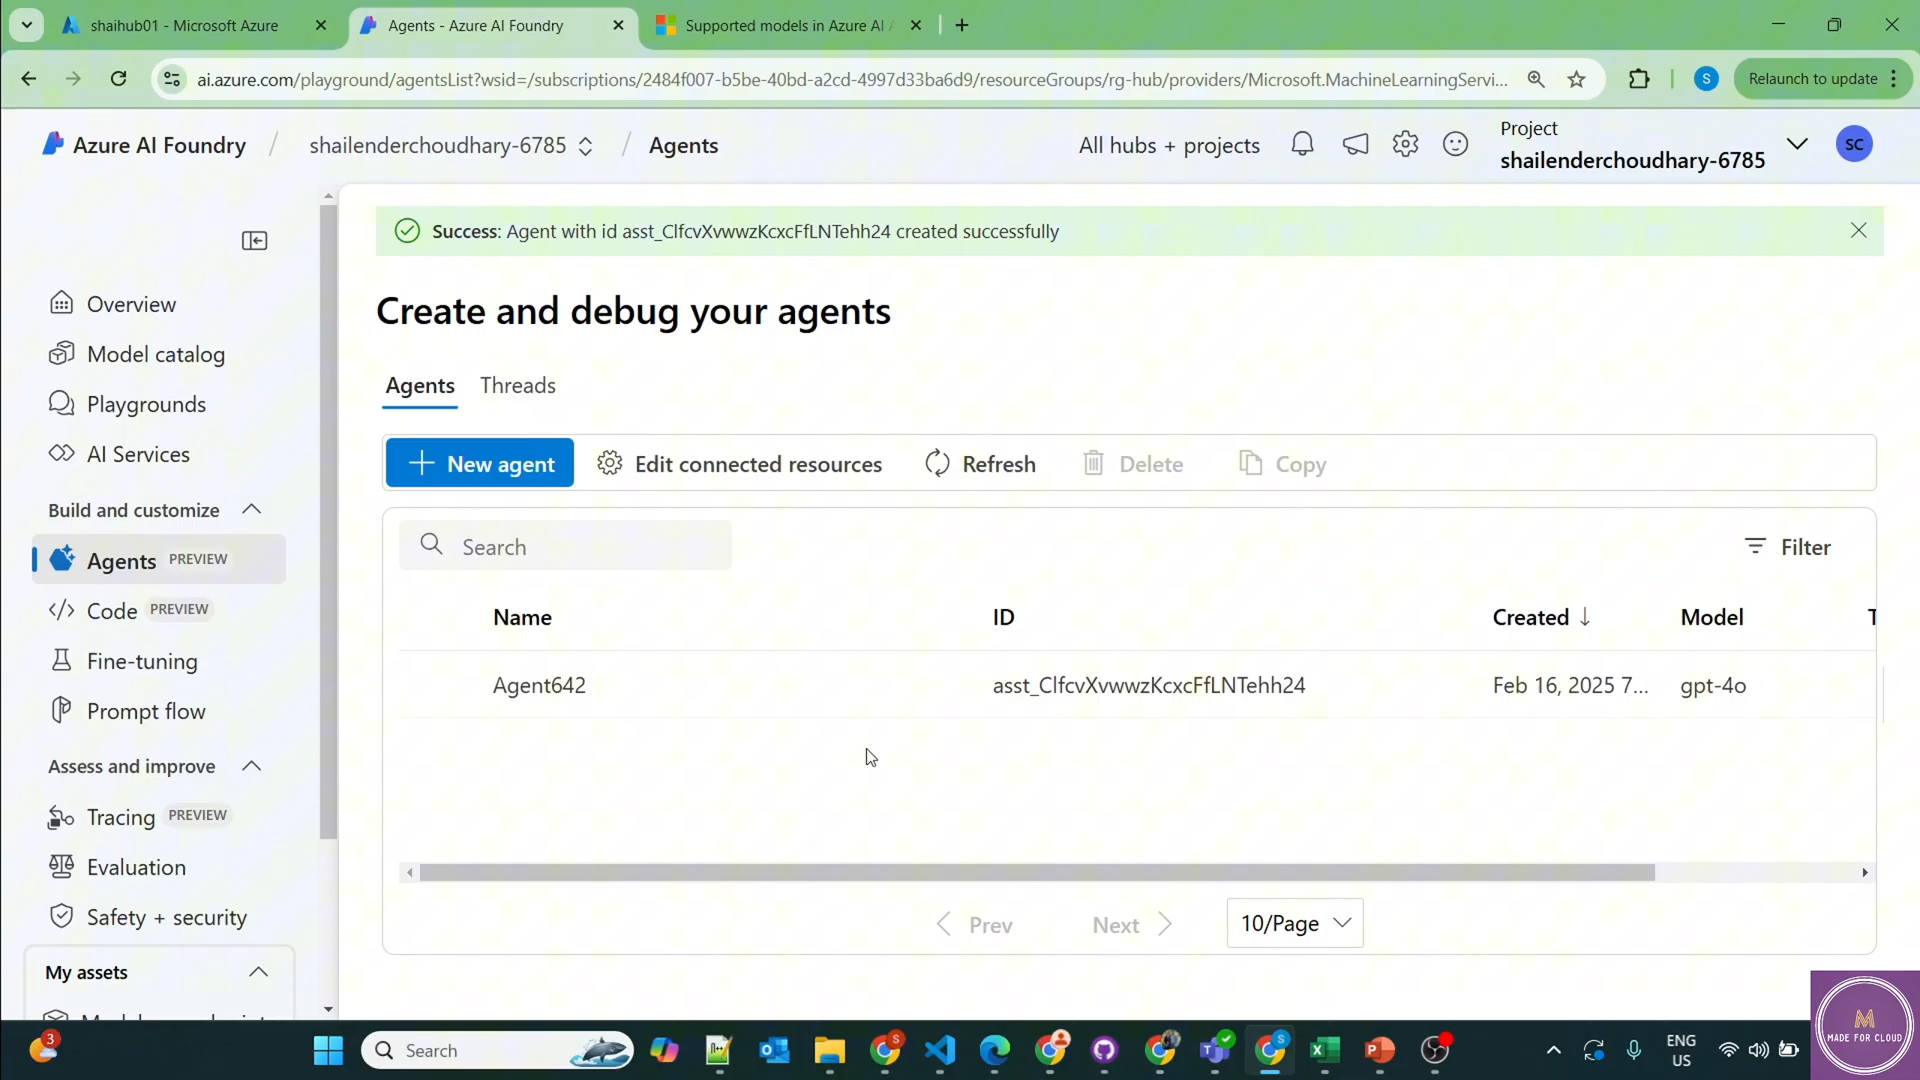 shaihub01 - Microsoft Azure
Agents - Azure AI Foundry
Supported models in Azure AI
ai.azure.com/playground/agentsList?wsid=/subscriptions/2484f007-b5be-40bd-a2cd-4997d33ba6d9/resourceGroups/rg-hub/providers/Microsoft.MachineLearningServi...
S
Relaunch to update
Azure AI Foundry / shailenderchoudhary-6785 / Agents
All hubs + projects
Project
shailenderchoudhary-6785
SC
Success: Agent with id asst_ClfcvXvwwzKcxcFfLNTehh24 created successfully
Overview
Model catalog
Playgrounds
AI Services
Build and customize
Agents PREVIEW
Code PREVIEW
Fine-tuning
Prompt flow
Assess and improve
Tracing PREVIEW
Evaluation
Safety + security
My assets
Create and debug your agents
Agents
Threads
New agent
Edit connected resources
Refresh
Delete
Copy
Search
Filter
Name
ID
Created
Model
T
Agent642
asst_ClfcvXvwwzKcxcFfLNTehh24
Feb 16, 2025 7...
gpt-4o
Prev
Next
10/Page
3
Search
ENG
US
M
MADE FOR CLOUD